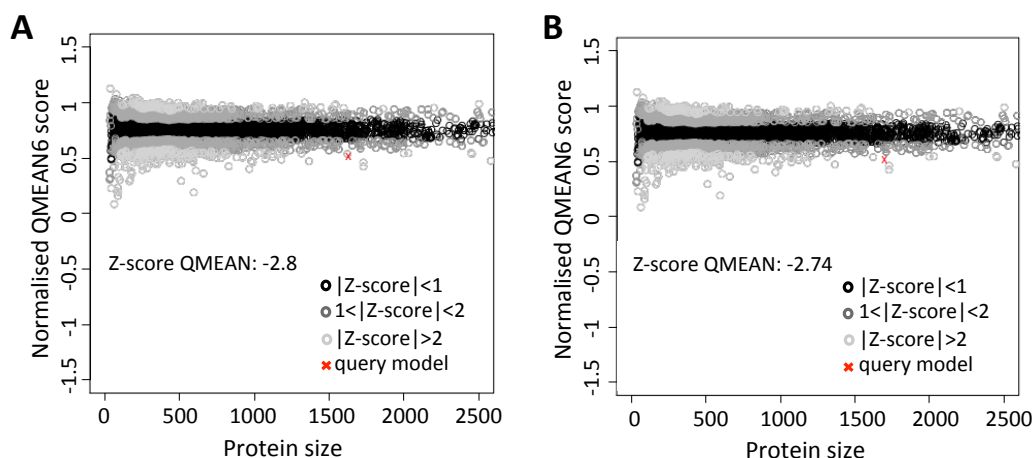 A
Normalised QMEAN6 score
1.5
1
0.5
0
-0.5
-1
-1.5
Z-score QMEAN: -2.8
|Z-score|<1
1<|Z-score|<2
|Z-score|>2
query model
0 500 1000 1500 2000 2500
Protein size
B
Normalised QMEAN6 score
1.5
1
0.5
0
-0.5
-1
-1.5
Z-score QMEAN: -2.74
|Z-score|<1
1<|Z-score|<2
|Z-score|>2
query model
0 500 1000 1500 2000 2500
Protein size